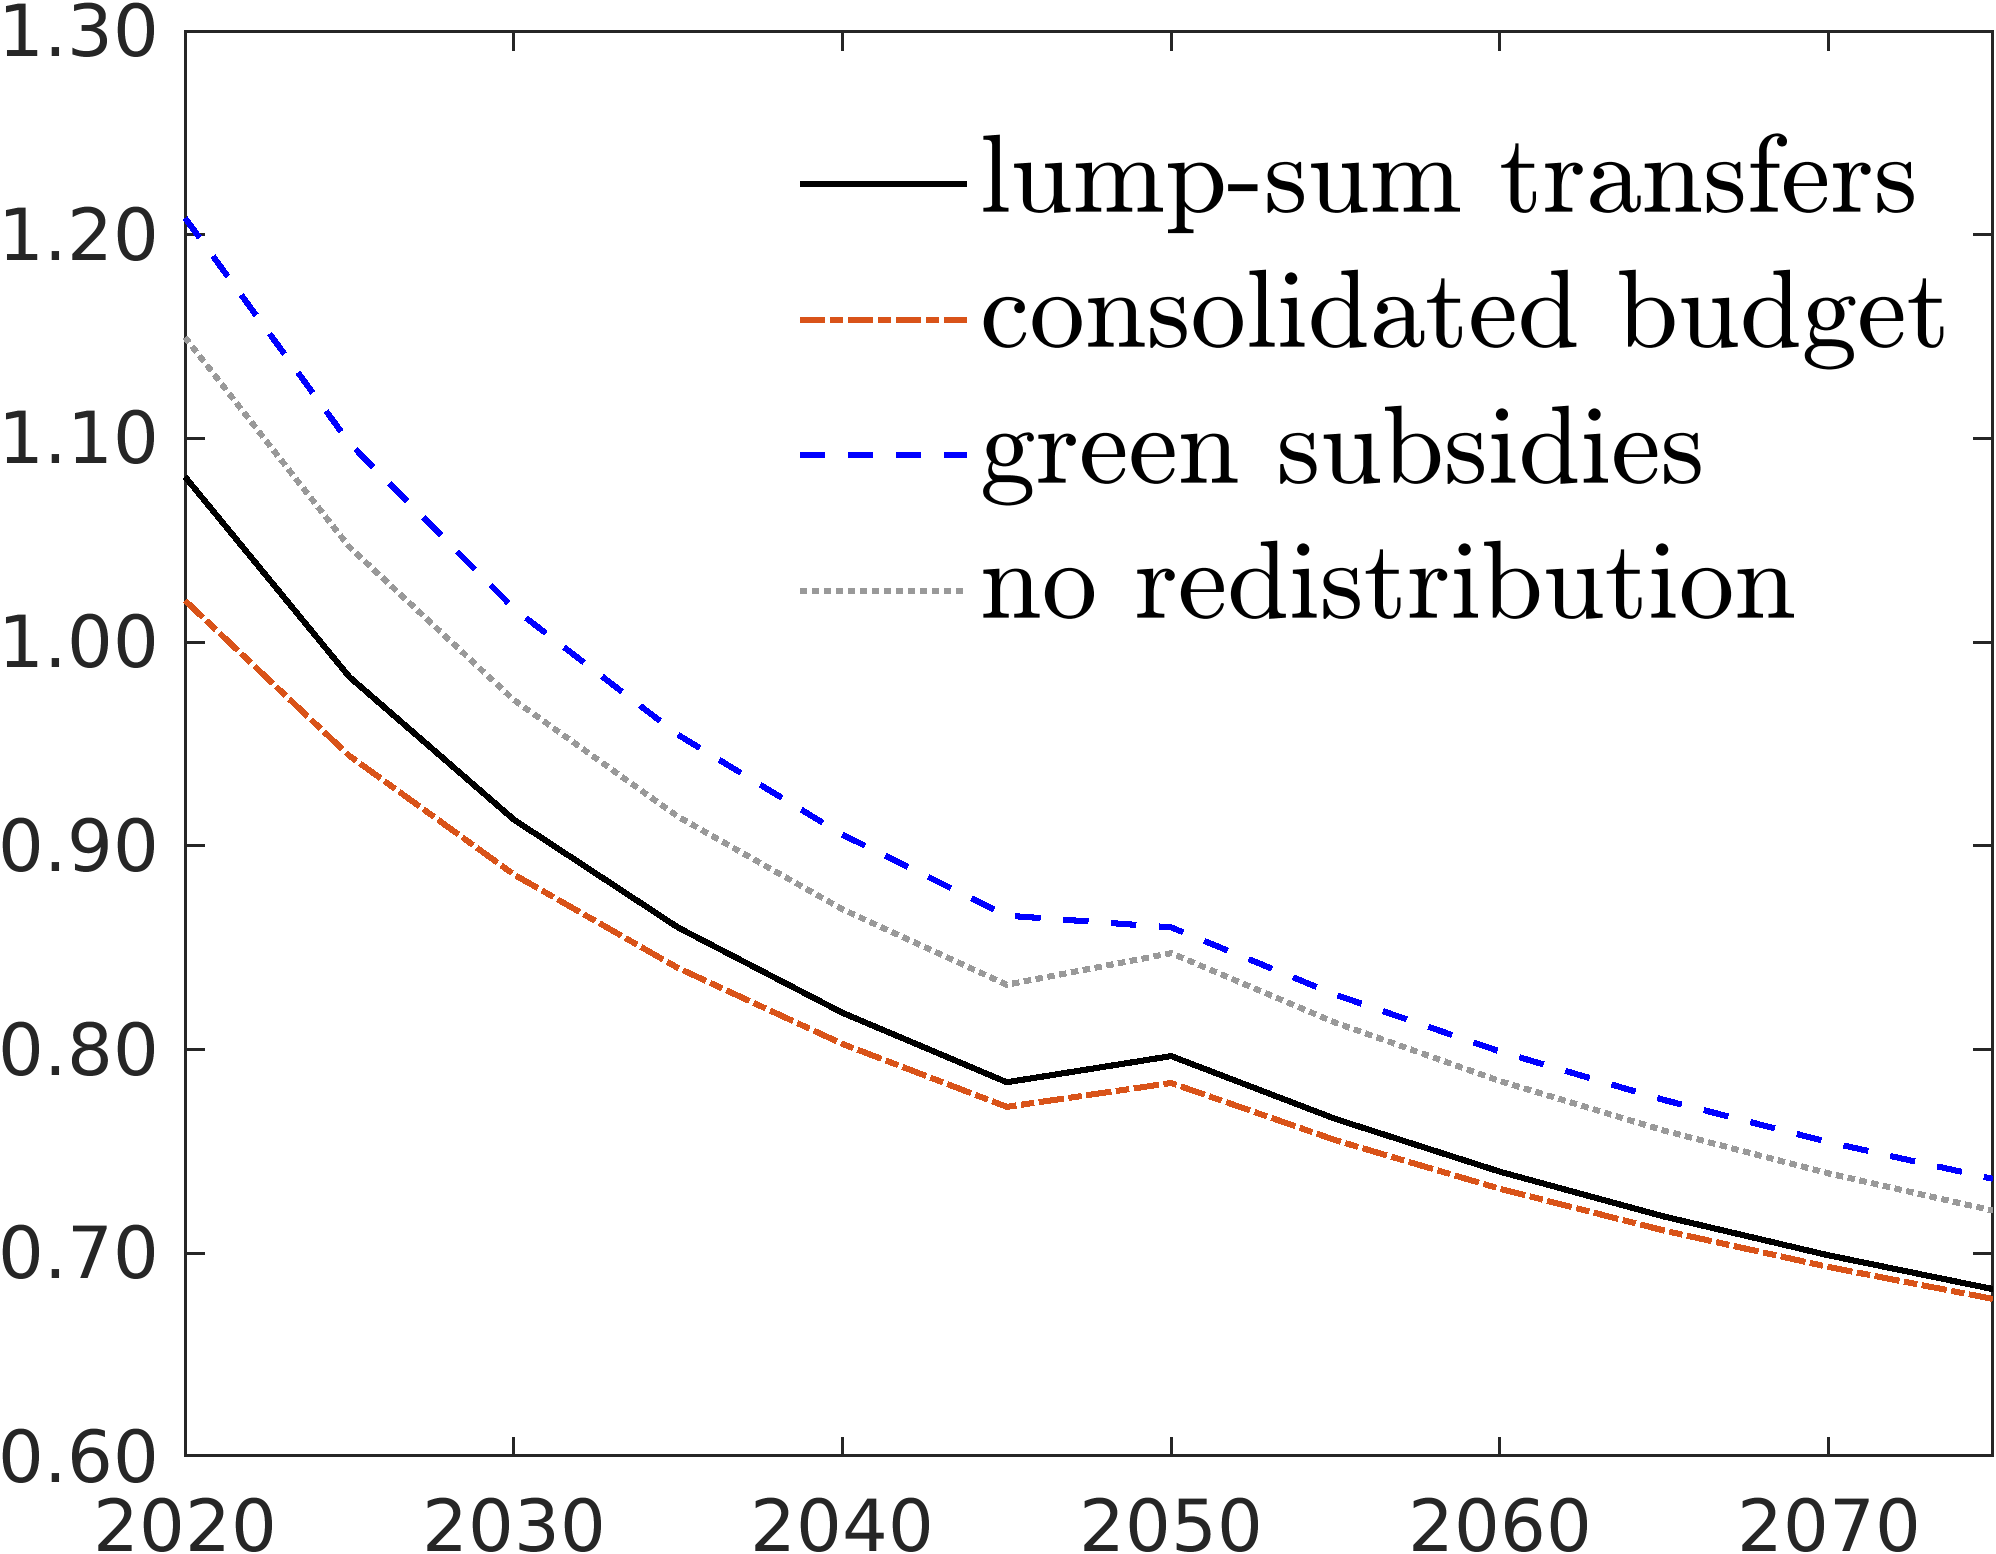 1.30
1.20
1.10
1.00
0.90
0.80
0.70
0.60
lump-sum transfers
consolidated budget
green subsidies
no redistribution
2020 2030 2040 2050 2060 2070